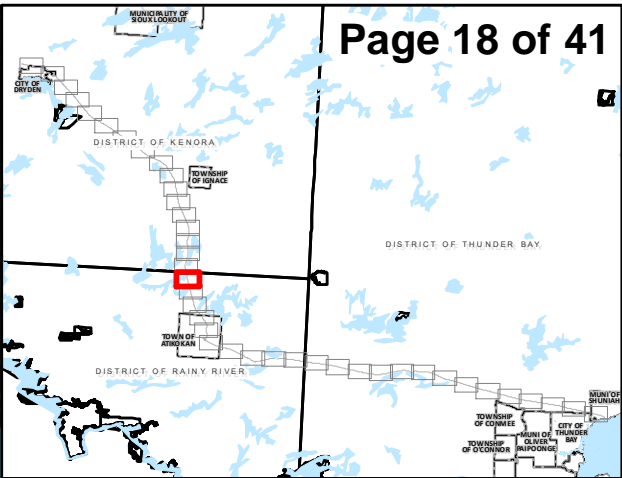 MUNICIPALITY OF
SIOUX LOOKOUT
Page 18 of 41
CITY OF
DRYDEN
DISTRICT OF KENORA
TOWNSHIP
OF IGNACE
DISTRICT OF THUNDER BAY
TOWN OF
ATIKOKAN
DISTRICT OF RAINY RIVER
MUNI OF
SHUNIAH
TOWNSHIP
OF CONMEE
CITY OF
THUNDER
BAY
MUNI OF
OLIVER
PAIPOONGE
TOWNSHIP
OF O'CONNOR